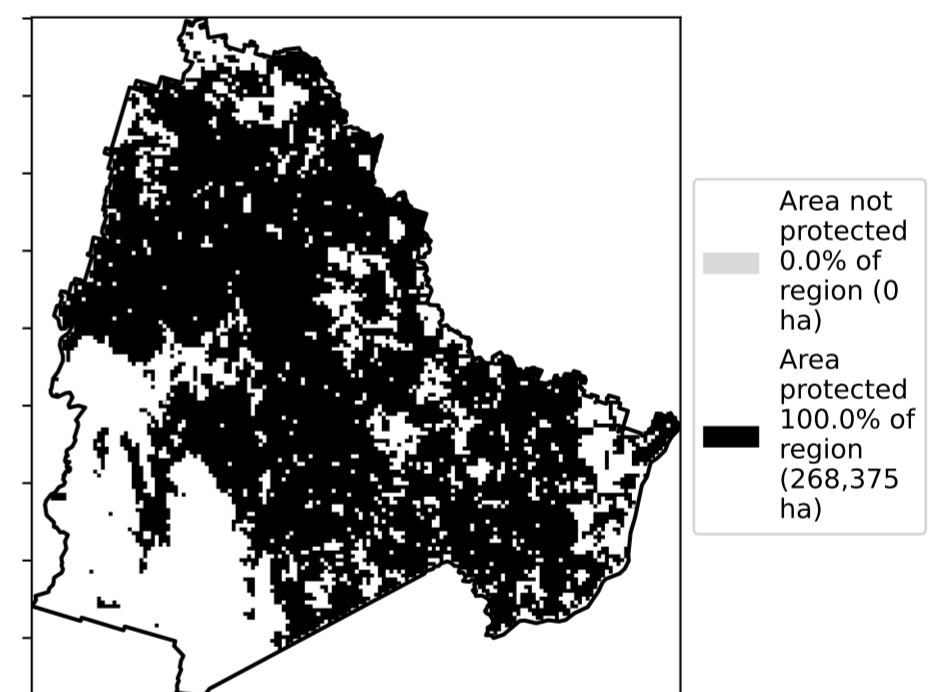 Area not
protected
0.0% of
region (0
ha)
Area
protected
100.0% of
region
(268,375
ha)